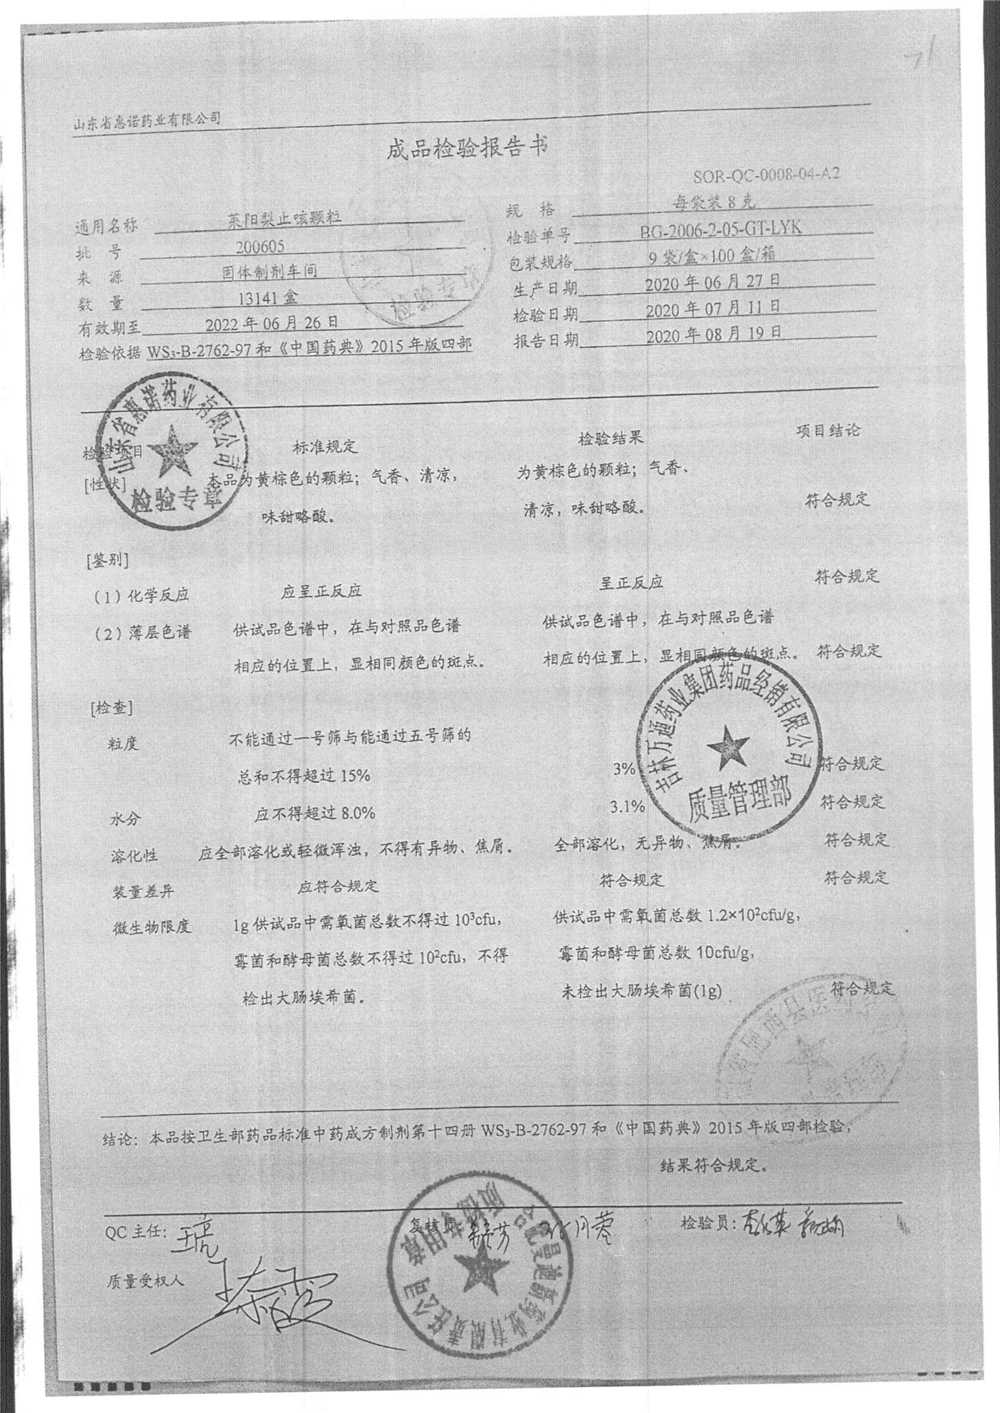 山东省惠诺药业有限公司
成品检验报告书
SOR-QC-0008-04-A2
通用名称 莱阳梨止咳颗粒 规 格 每袋装8克
批 号 200605 检验单号 BG-2006-2-05-GT-LYK
来 源 固体制剂车间 包装规格 9袋/盒×100盒/箱
数 量 13141盒 生产日期 2020年06月27日
有效期至 2022年06月26日 检验日期 2020年07月11日
检验依据 WS₃-B-2762-97和《中国药典》2015年版四部 报告日期 2020年08月19日
检验专用章
检验项目 标准规定 检验结果 项目结论
[性状] 本品为黄棕色的颗粒；气香、清凉， 为黄棕色的颗粒；气香、
味甜略酸。 清凉，味甜略酸。 符合规定
山东省惠诺药业有限公司
检验专用章
[鉴别]
（1）化学反应 应呈正反应 呈正反应 符合规定
（2）薄层色谱 供试品色谱中，在与对照品色谱 供试品色谱中，在与对照品色谱
相应的位置上，显相同颜色的斑点。 相应的位置上，显相同颜色的斑点。 符合规定
[检查]
粒度 不能通过一号筛与能通过五号筛的
总和不得超过15% 3% 符合规定
吉林万通药业集团药品经销有限公司
质量管理部
水分 应不得超过8.0% 3.1% 符合规定
溶化性 应全部溶化或轻微浑浊，不得有异物、焦屑。 全部溶化，无异物、焦屑。 符合规定
装量差异 应符合规定 符合规定 符合规定
微生物限度 1g供试品中需氧菌总数不得过10³cfu， 供试品中需氧菌总数1.2×10²cfu/g，
霉菌和酵母菌总数不得过10²cfu，不得 霉菌和酵母菌总数10cfu/g，
检出大肠埃希菌。 未检出大肠埃希菌(1g) 符合规定
结论：本品按卫生部药品标准中药成方制剂第十四册WS₃-B-2762-97和《中国药典》2015年版四部检验，
结果符合规定。
QC主任： 复核员： 检验员：
质量受权人
合肥曼迪新药业有限责任公司
质检专用章